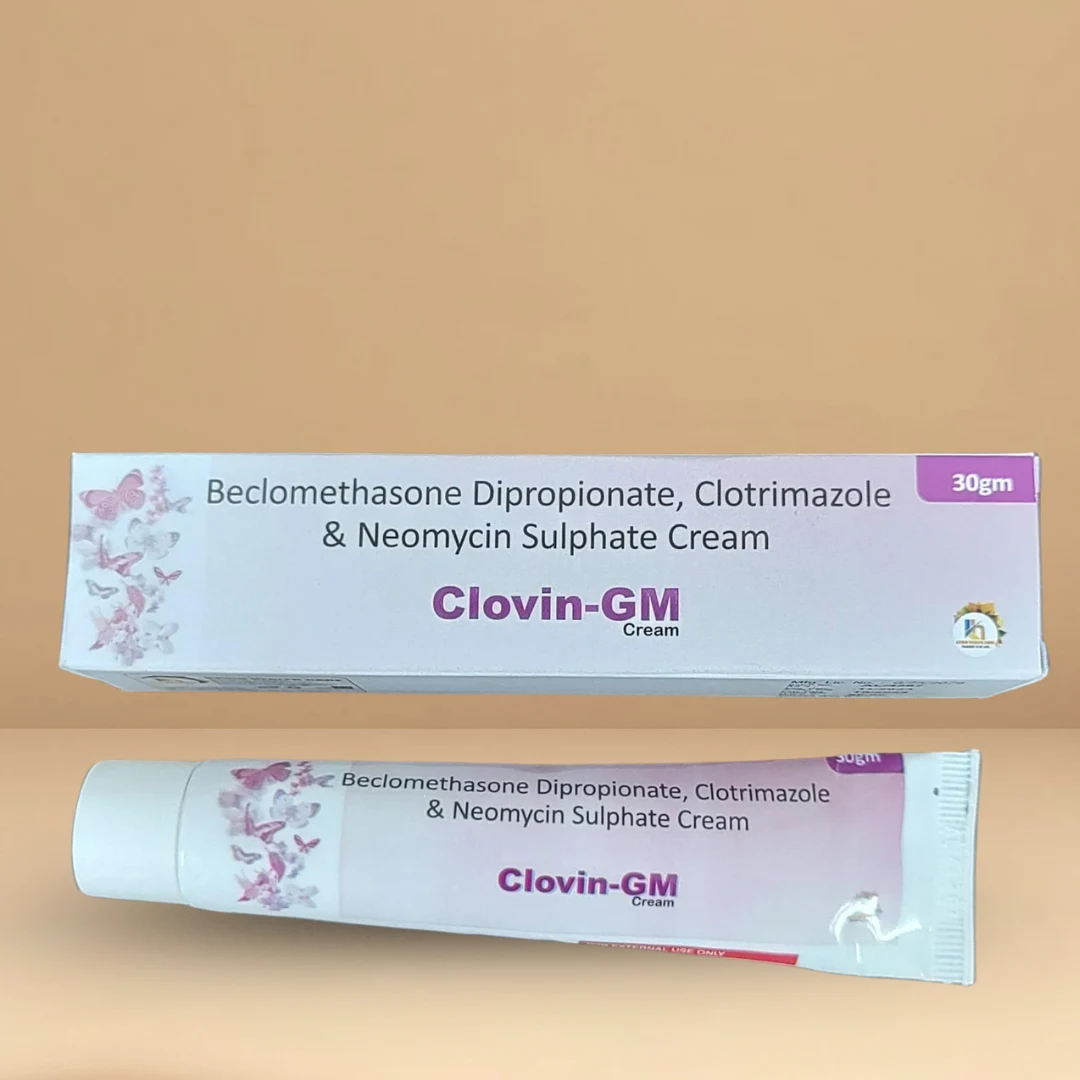 Beclomethasone Dipropionate, Clotrimazole
& Neomycin Sulphate Cream
30gm
Clovin-GM
Cream
30gm
Beclomethasone Dipropionate, Clotrimazole
& Neomycin Sulphate Cream
Clovin-GM
Cream
FOR EXTERNAL USE ONLY